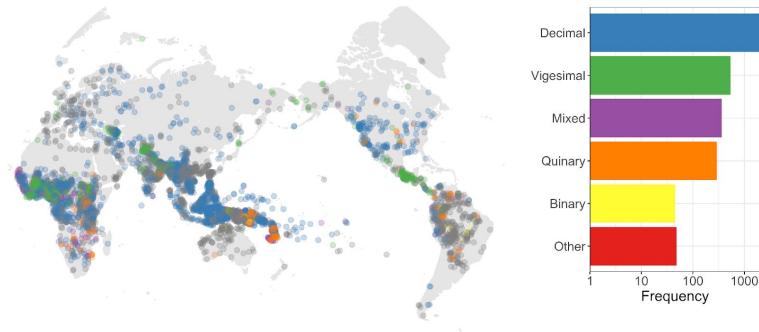 Decimal
Vigesimal
Mixed
Quinary
Binary
Other
1 10 100 1000
Frequency